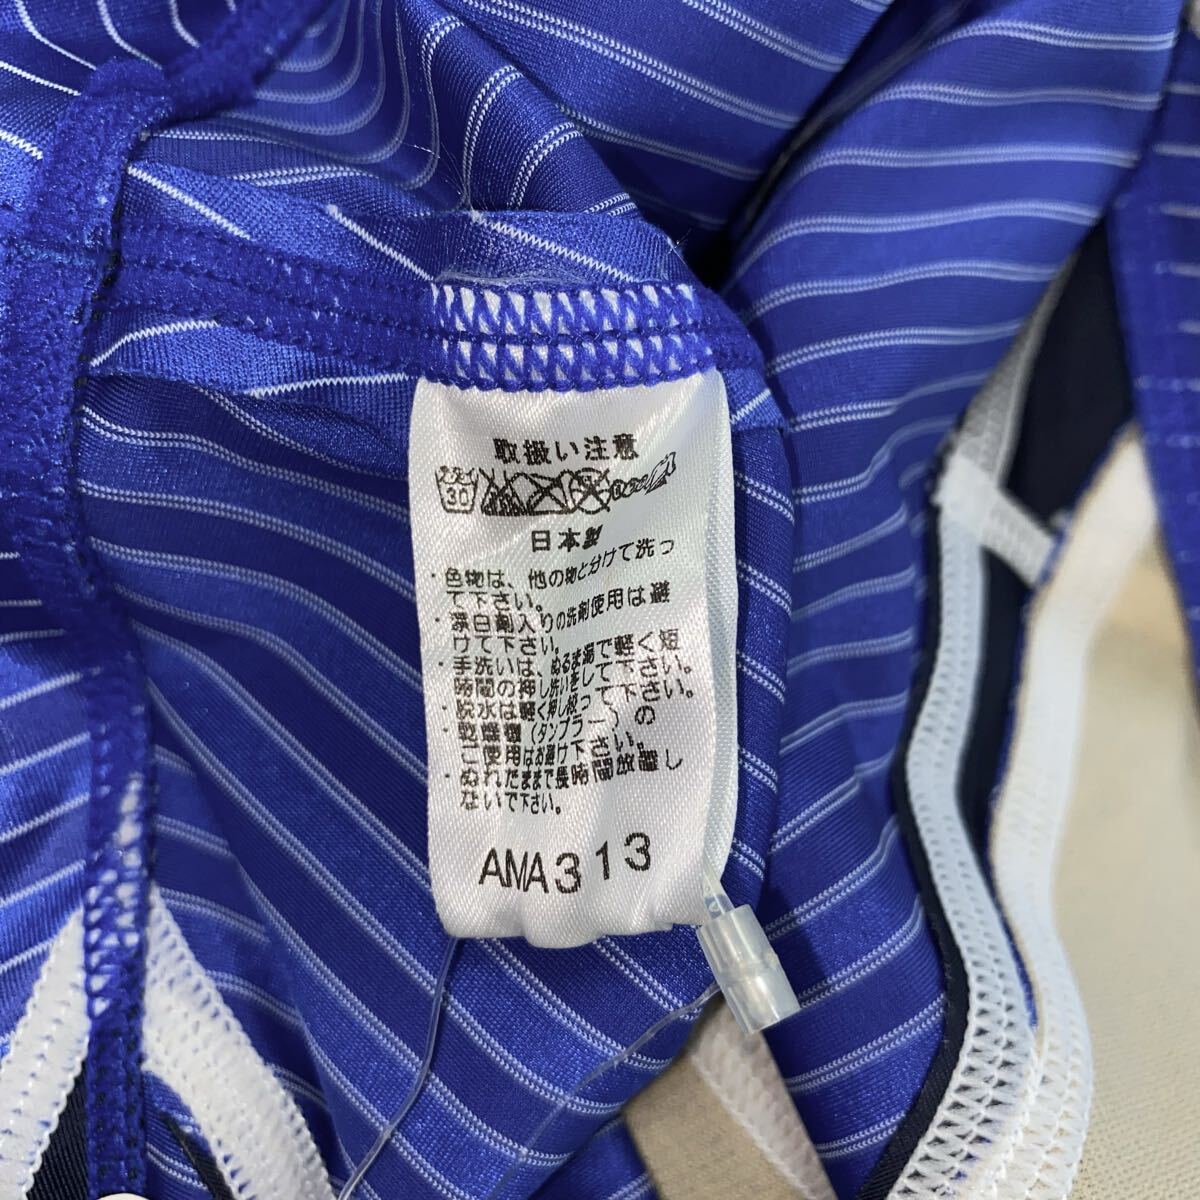 取扱い注意
30
日本製
・色物は、他の物と分けて洗っ
て下さい。
・漂白剤入りの洗剤使用は避
けて下さい。
・手洗いは、ぬるま湯で軽く短
時間の押し洗いをして下さい。
・脱水は軽く押し絞って下さい。
・乾燥機(タンブラー)の
ご使用はお避け下さい。
・ぬれたままで長時間放置し
ないで下さい。
AMA313